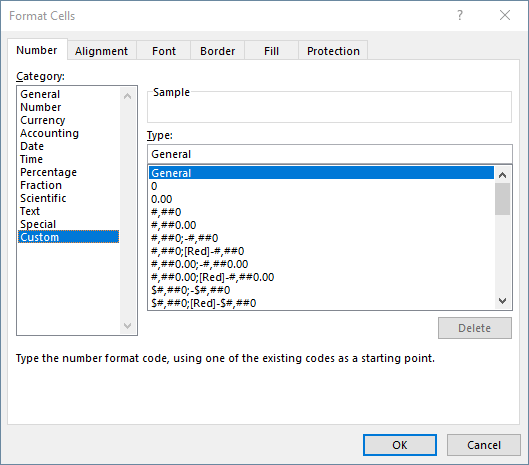 Format Cells
Number Alignment Font Border Fill Protection
Category:
General
Number
Currency
Accounting
Date
Time
Percentage
Fraction
Scientific
Text
Special
Custom
Sample
Type:
General
General
0
0.00
#,##0
#,##0.00
#,##0;-#,##0
#,##0;[Red]-#,##0
#,##0.00;-#,##0.00
#,##0.00;[Red]-#,##0.00
$#,##0;-$#,##0
$#,##0;[Red]-$#,##0
Delete
Type the number format code, using one of the existing codes as a starting point.
OK Cancel